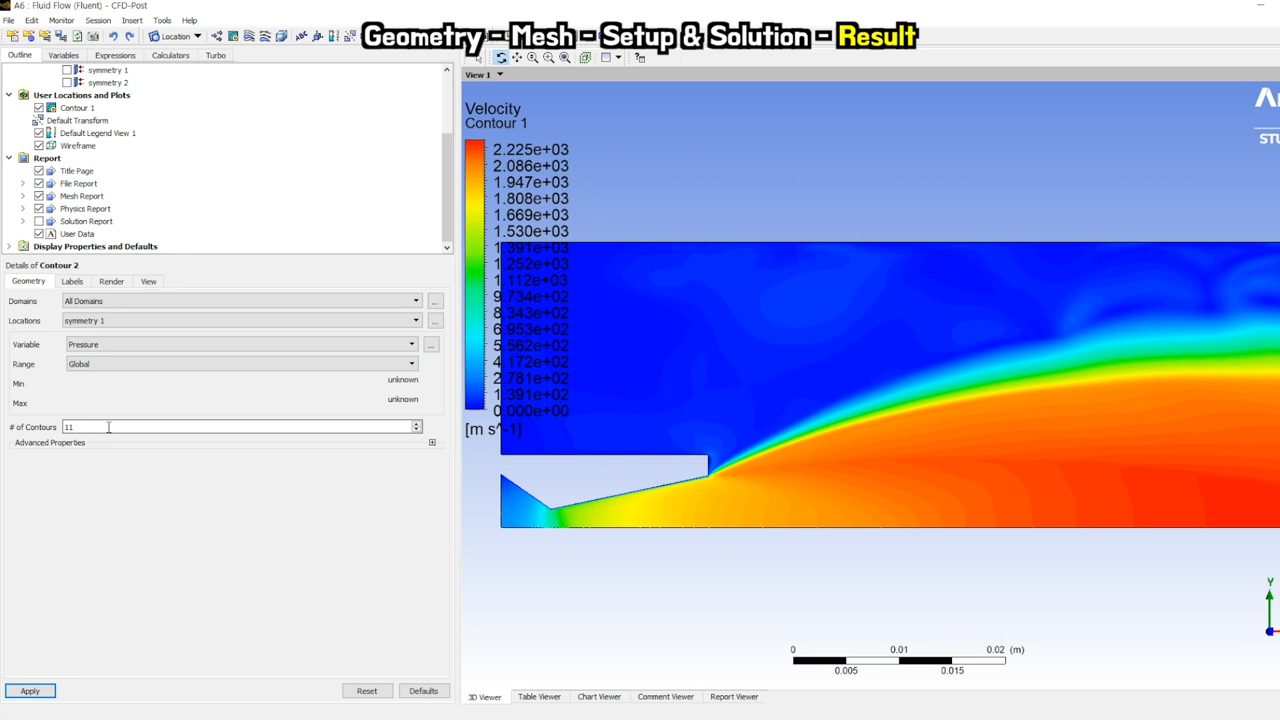 A6 : Fluid Flow (Fluent) - CFD-Post
File Edit Session Insert Tools Help
Monitor
Location
Geometry - Mesh - Setup & Solution - Result
Outline Variables Expressions Calculators Turbo
symmetry 1
symmetry 2
User Locations and Plots
Contour 1
Default Transform
Default Legend View 1
Wireframe
Report
Title Page
File Report
Mesh Report
Physics Report
Solution Report
User Data
Display Properties and Defaults
Details of Contour 2
Geometry Labels Render View
Domains All Domains ...
Locations symmetry 1 ...
Variable Pressure ...
Range Global
Min unknown
Max unknown
# of Contours 11
Advanced Properties
Apply Reset Defaults
View 1
Velocity
Contour 1
2.225e+03
2.086e+03
1.947e+03
1.808e+03
1.669e+03
1.530e+03
1.391e+03
1.252e+03
1.112e+03
9.734e+02
8.343e+02
6.953e+02
5.562e+02
4.172e+02
2.781e+02
1.391e+02
0.000e+00
[m s^-1]
Y
0 0.01 0.02 (m)
0.005 0.015
3D Viewer Table Viewer Chart Viewer Comment Viewer Report Viewer